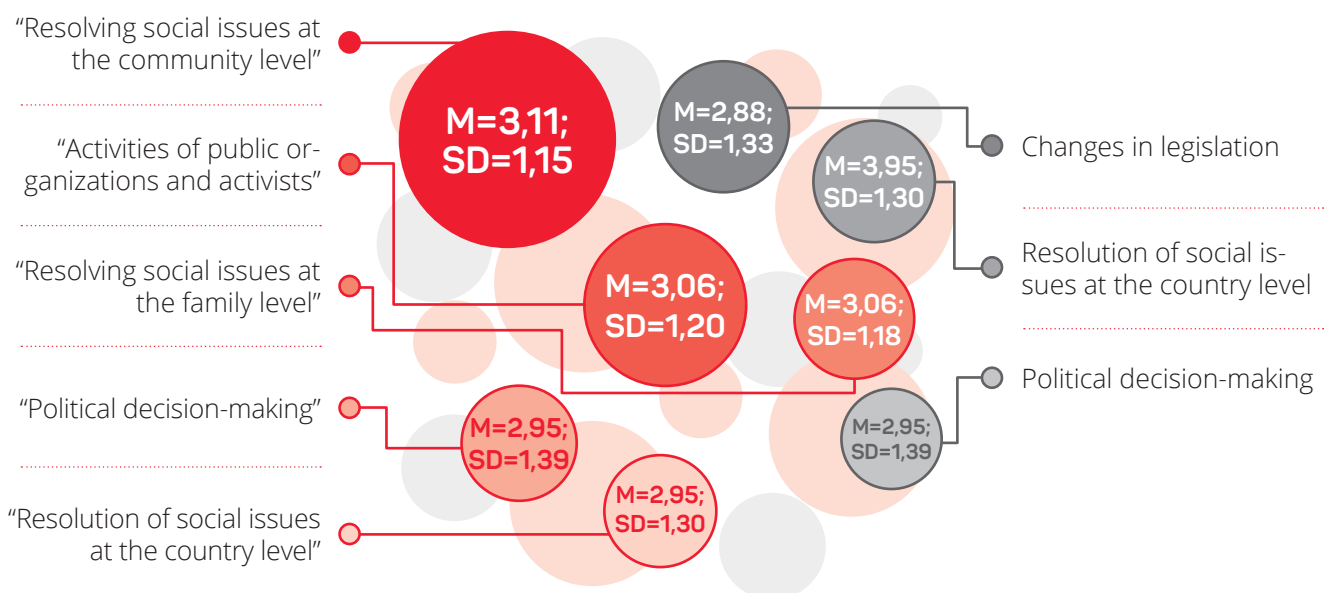 “Resolving social issues at
the community level”
“Activities of public or-
ganizations and activists”
“Resolving social issues at
the family level”
“Political decision-making”
“Resolution of social issues
at the country level”
M=3,11;
SD=1,15
M=3,06;
SD=1,20
M=3,06;
SD=1,18
M=2,95;
SD=1,39
M=2,95;
SD=1,30
M=2,88;
SD=1,33
M=3,95;
SD=1,30
M=2,95;
SD=1,39
Changes in legislation
Resolution of social is-
sues at the country level
Political decision-making